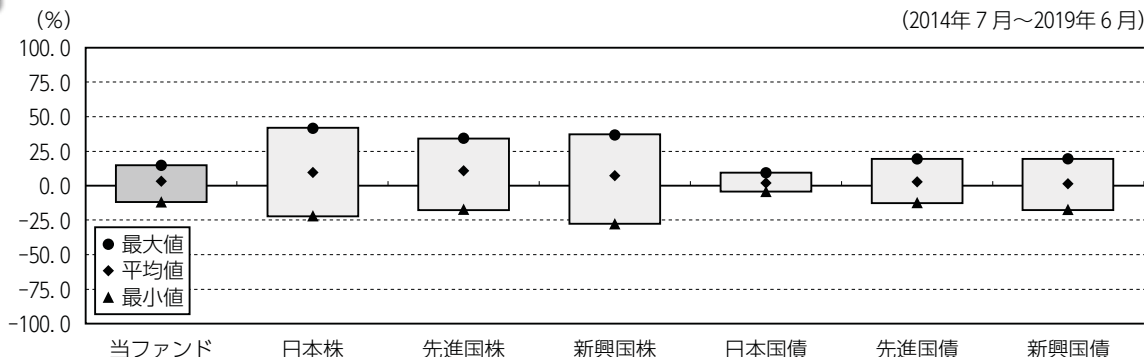 (%)
(2014年7月～2019年6月)
100.0
75.0
50.0
25.0
0.0
-25.0
-50.0
-75.0
-100.0
● 最大値
◆ 平均値
▲ 最小値
当ファンド 日本株 先進国株 新興国株 日本国債 先進国債 新興国債